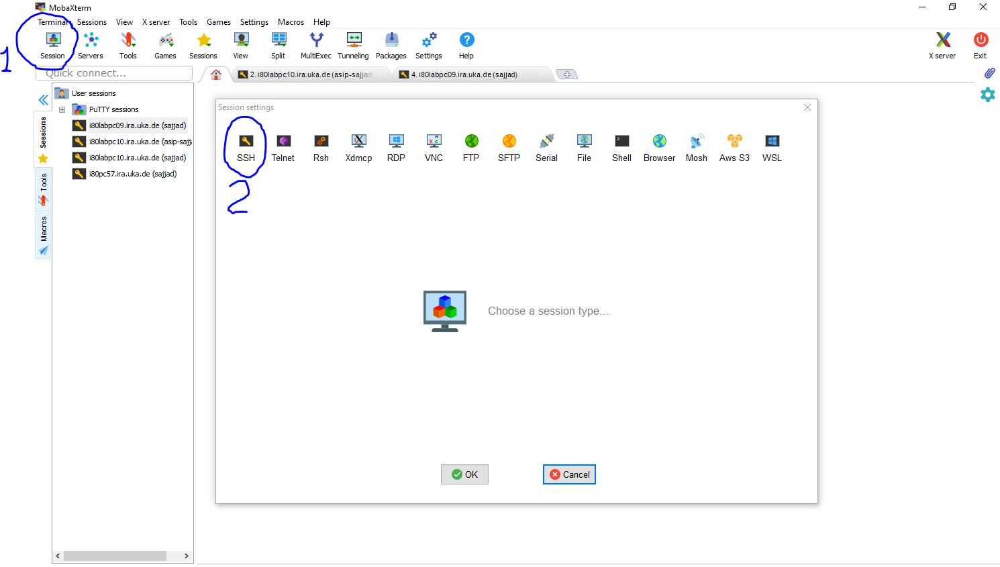 MobaXterm
Terminal Sessions View X server Tools Games Settings Macros Help
1
Session Servers Tools Games Sessions View Split MultiExec Tunneling Packages Settings Help X server Exit
Quick connect...
2. i80labpc10.ira.uka.de (asip-sajjad
4. i80labpc09.ira.uka.de (sajjad)
User sessions
PuTTY sessions
i80labpc09.ira.uka.de (sajjad)
i80labpc10.ira.uka.de (asip-sajja
i80labpc10.ira.uka.de (sajjad)
i80pc57.ira.uka.de (sajjad)
Sessions
Tools
Macros
Session settings
SSH Telnet Rsh Xdmcp RDP VNC FTP SFTP Serial File Shell Browser Mosh Aws S3 WSL
2
Choose a session type...
OK Cancel